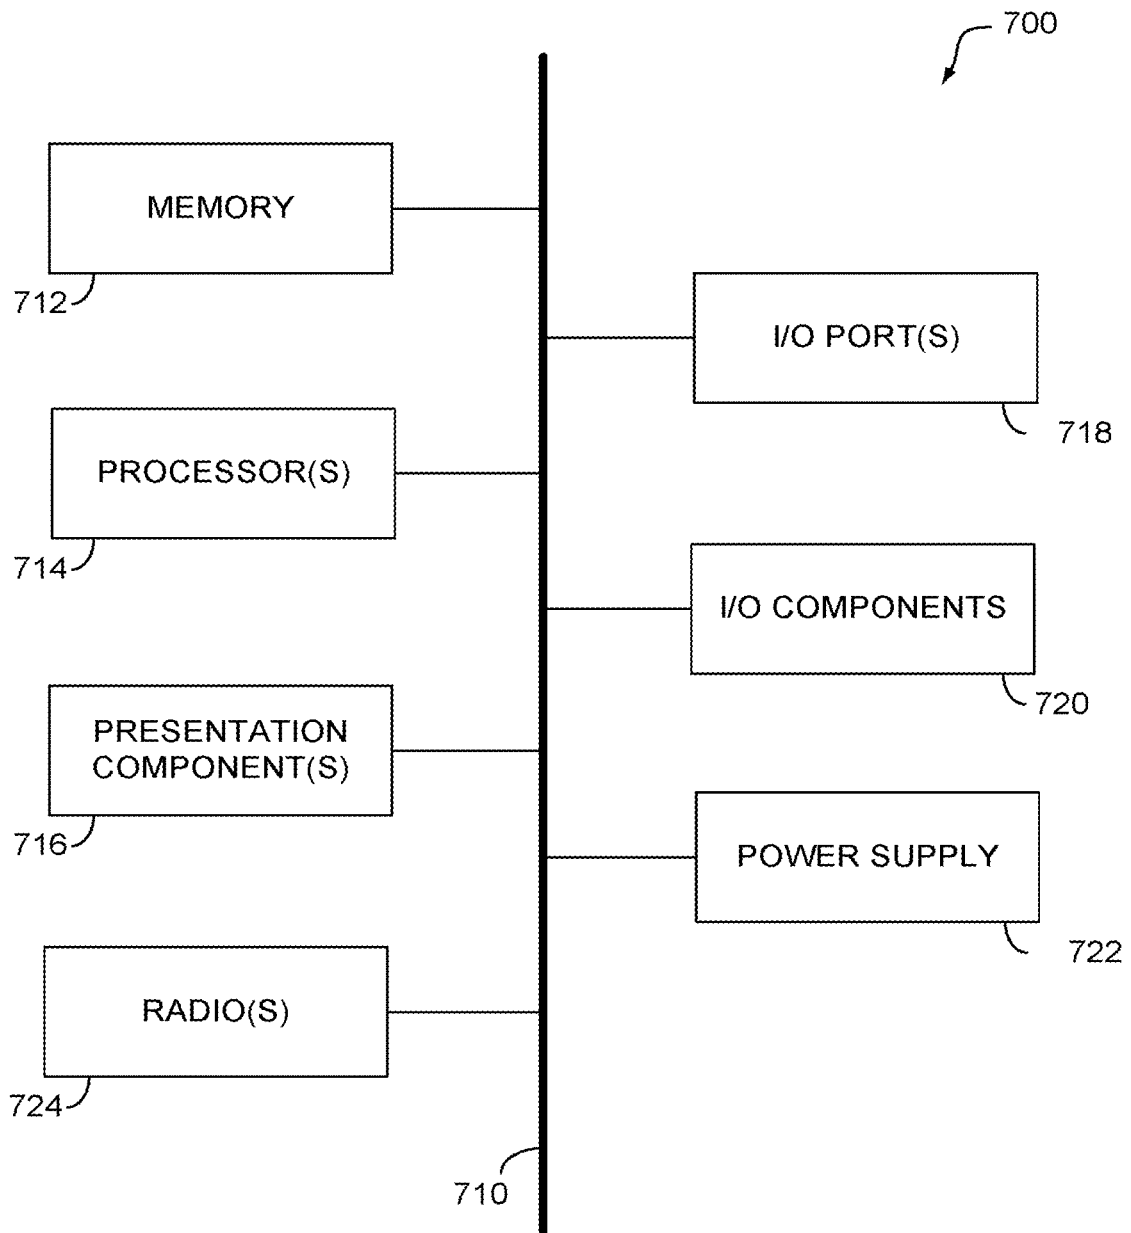 700
MEMORY
712
I/O PORT(S)
718
PROCESSOR(S)
714
I/O COMPONENTS
720
PRESENTATION
COMPONENT(S)
716
POWER SUPPLY
722
RADIO(S)
724
710